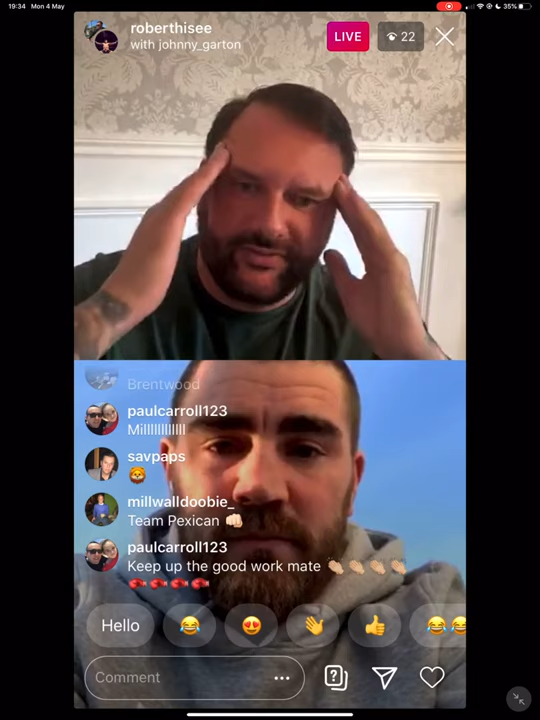 19:34 Mon 4 May
35%
roberthisee
with johnny_garton
LIVE
22
Brentwood
paulcarroll123
Milllllllllllll
savpaps
millwalldoobie_
Team Pexican 👊🏻
paulcarroll123
Keep up the good work mate 👏🏻👏🏻👏🏻👏🏻
🥊🥊🥊🥊
Hello
Comment